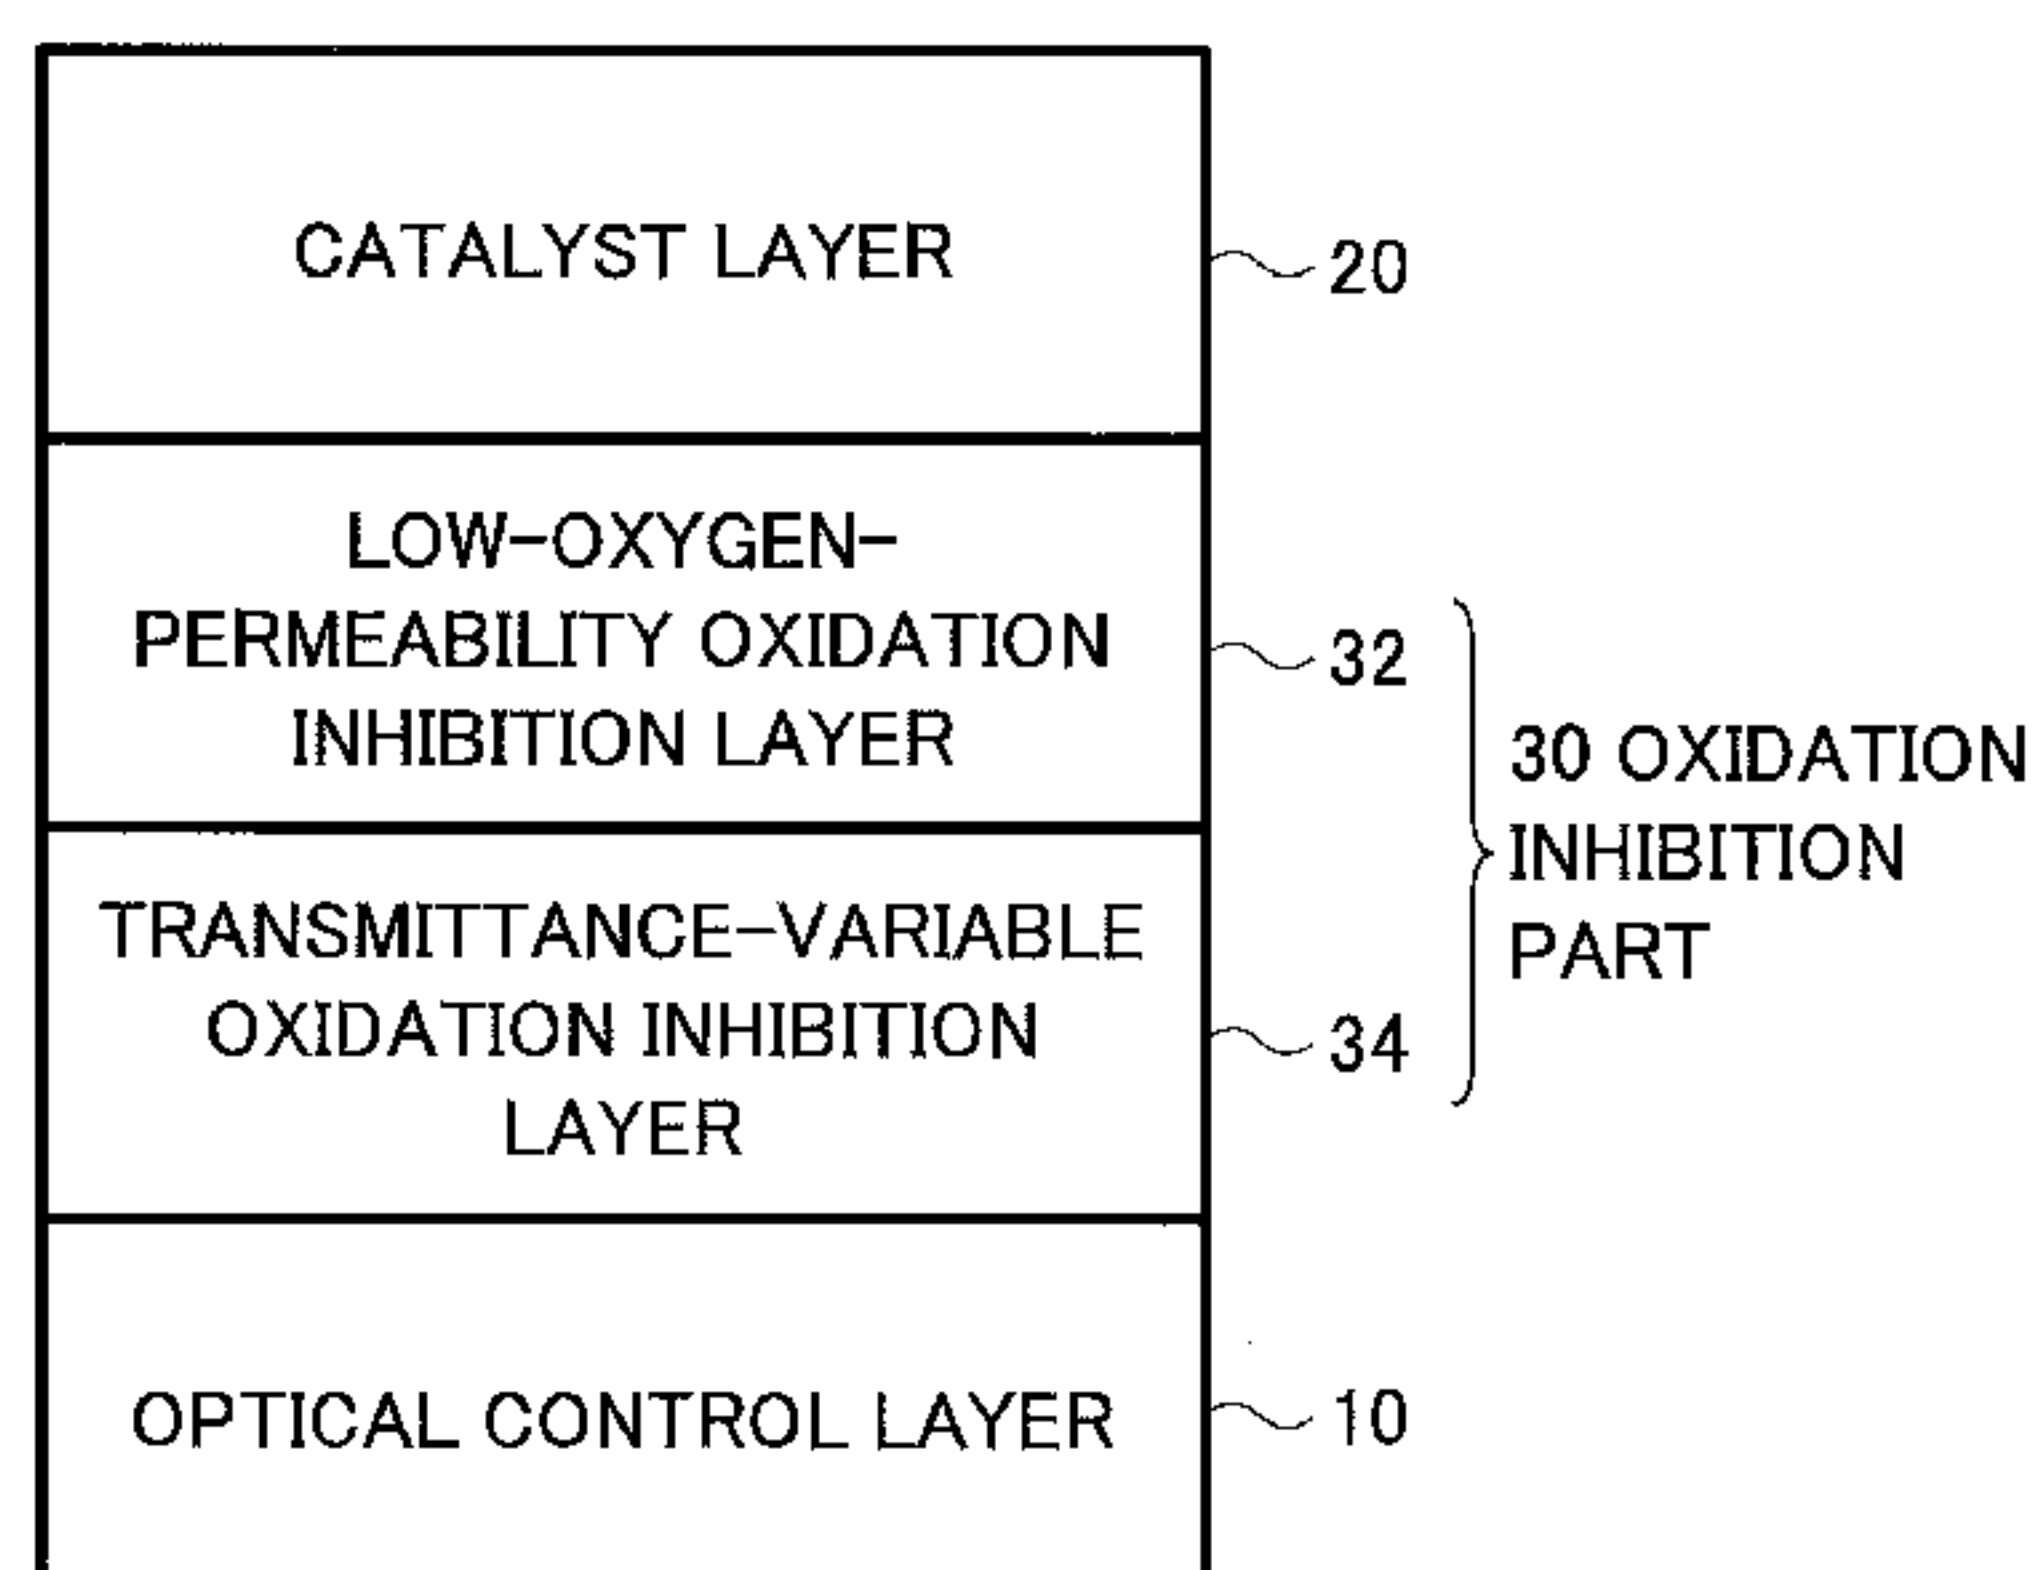 CATALYST LAYER
20
LOW-OXYGEN-
PERMEABILITY OXIDATION
INHIBITION LAYER
32
30 OXIDATION
INHIBITION
PART
TRANSMITTANCE-VARIABLE
OXIDATION INHIBITION
LAYER
34
OPTICAL CONTROL LAYER
10